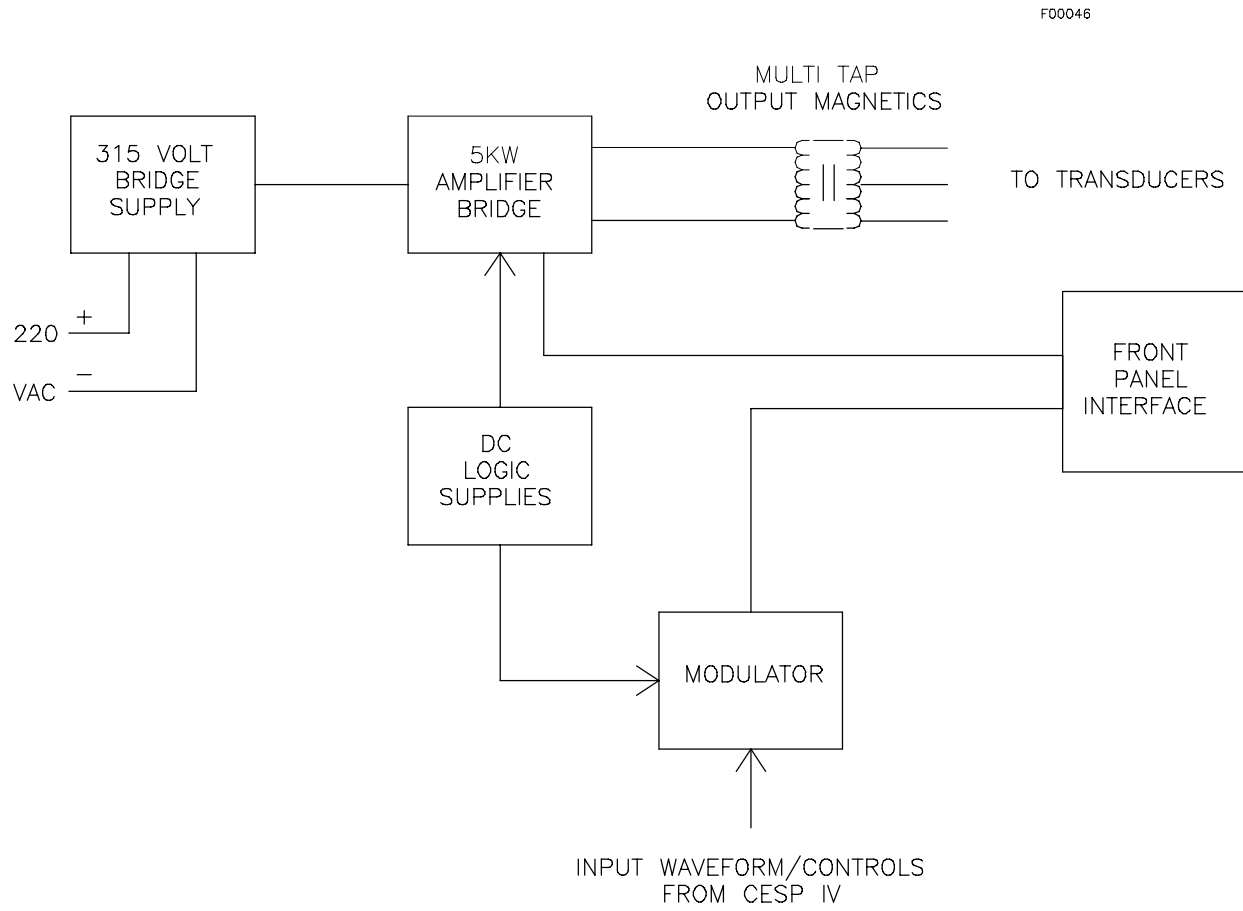 F00046
MULTI TAP
OUTPUT MAGNETICS
315 VOLT
BRIDGE
SUPPLY
5KW
AMPLIFIER
BRIDGE
TO TRANSDUCERS
+
220
−
VAC
FRONT
PANEL
INTERFACE
DC
LOGIC
SUPPLIES
MODULATOR
INPUT WAVEFORM/CONTROLS
FROM CESP IV